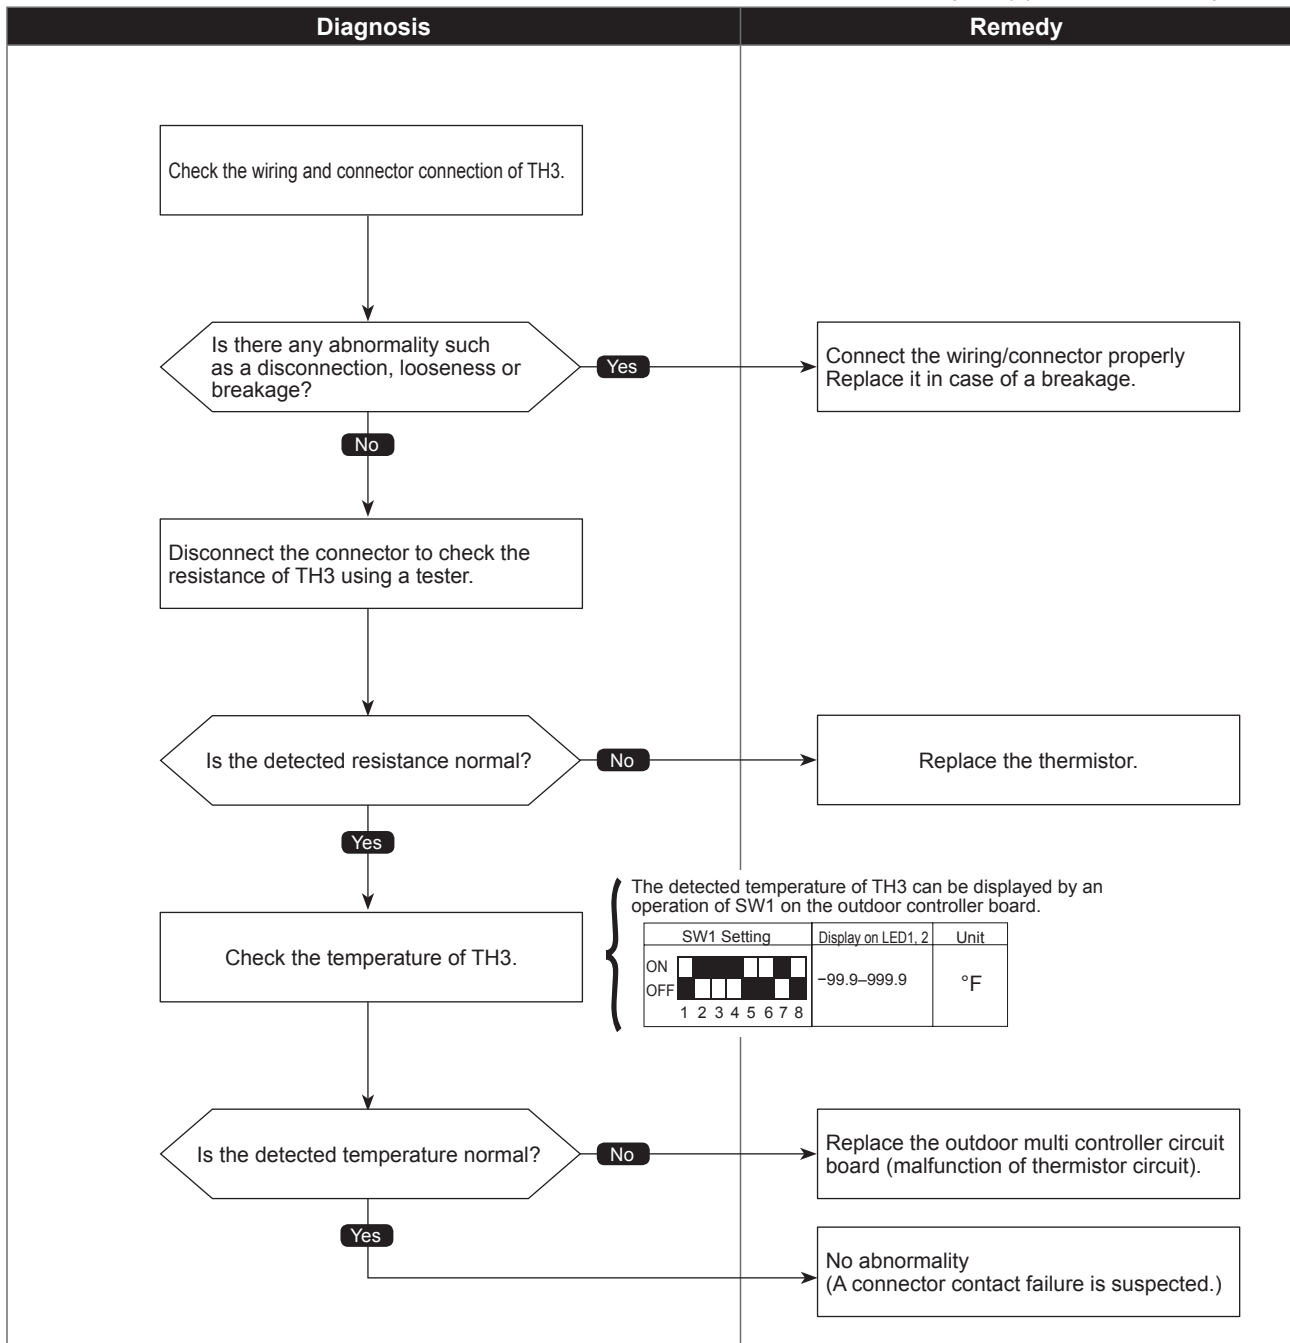 Diagnosis
Remedy
Check the wiring and connector connection of TH3.
Is there any abnormality such
as a disconnection, looseness or
breakage?
Yes
Connect the wiring/connector properly
Replace it in case of a breakage.
No
Disconnect the connector to check the
resistance of TH3 using a tester.
Is the detected resistance normal?
No
Replace the thermistor.
Yes
The detected temperature of TH3 can be displayed by an
operation of SW1 on the outdoor controller board.
Check the temperature of TH3.
SW1 Setting
Display on LED1, 2
Unit
ON
OFF
1 2 3 4 5 6 7 8
−99.9–999.9
°F
Is the detected temperature normal?
No
Replace the outdoor multi controller circuit
board (malfunction of thermistor circuit).
Yes
No abnormality
(A connector contact failure is suspected.)